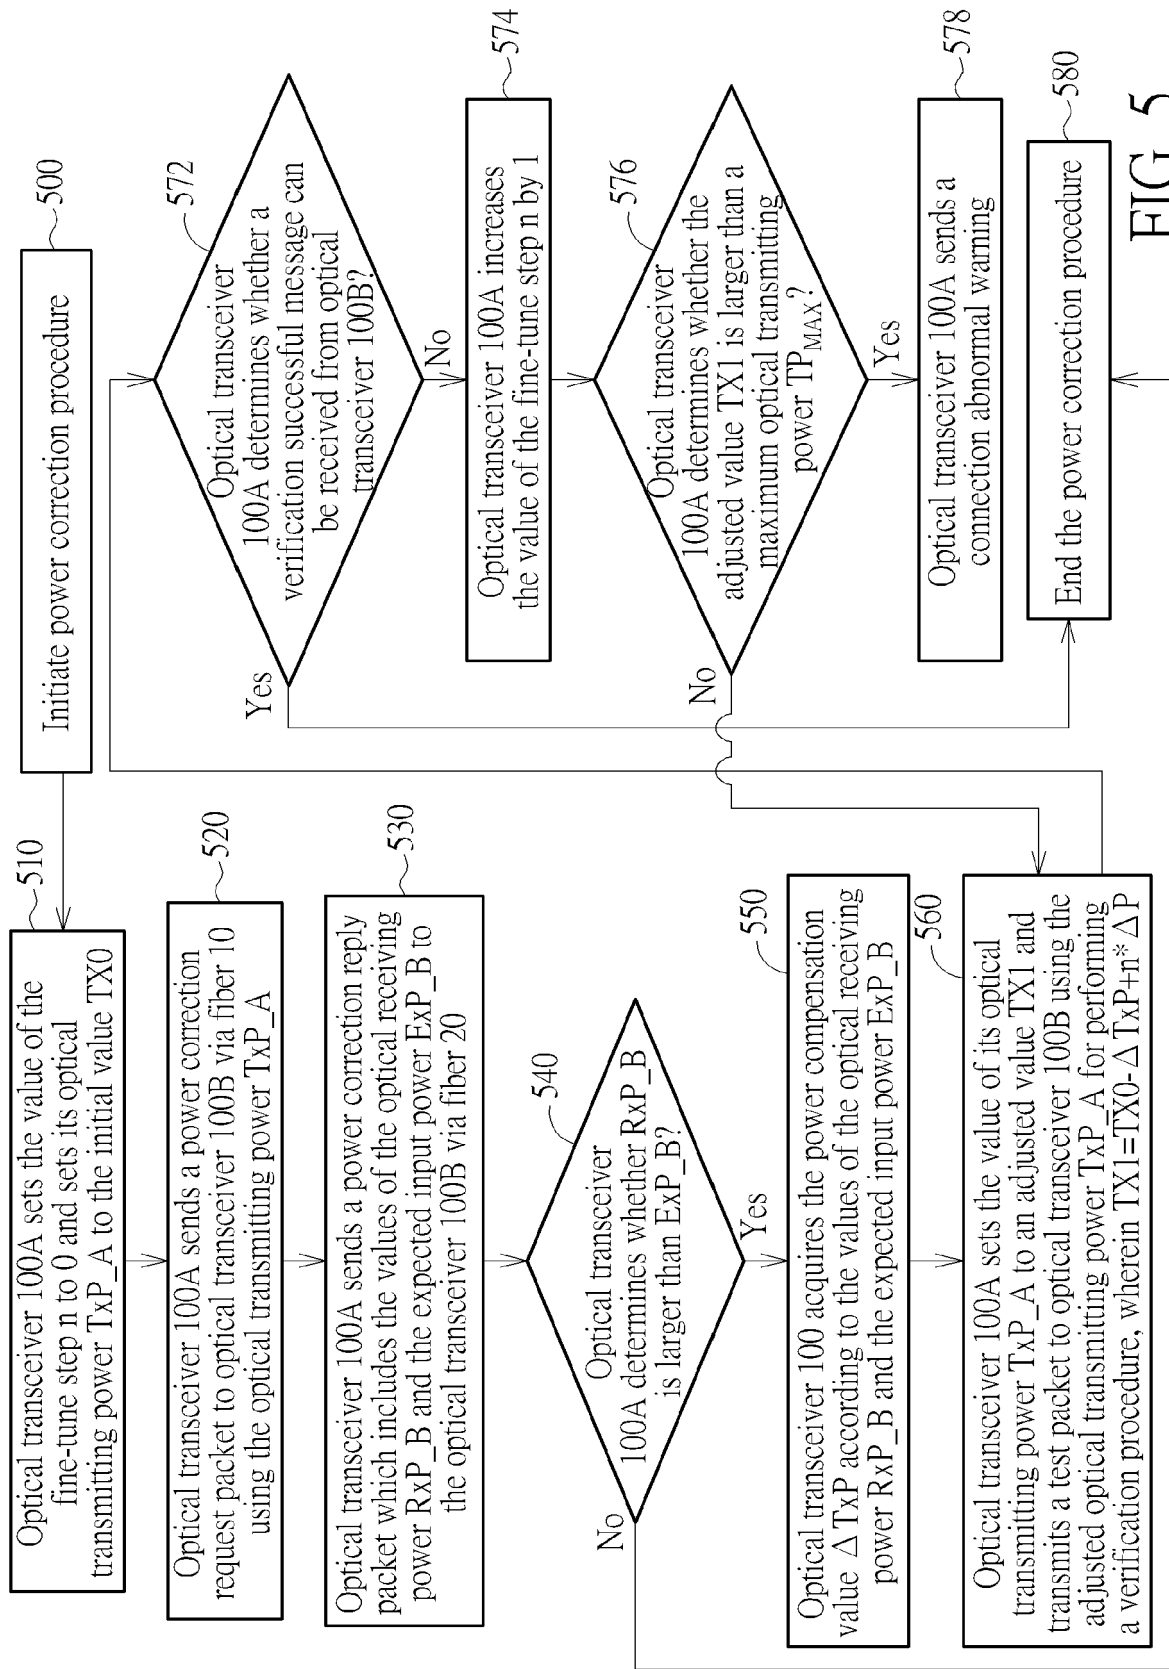 Initiate power correction procedure
500
Optical transceiver 100A sets the value of the
fine-tune step n to 0 and sets its optical
transmitting power TxP_A to the initial value TX0
510
Optical transceiver 100A sends a power correction
request packet to optical transceiver 100B via fiber 10
using the optical transmitting power TxP_A
520
Optical transceiver 100A sends a power correction reply
packet which includes the values of the optical receiving
power RxP_B and the expected input power ExP_B to
the optical transceiver 100B via fiber 20
530
Optical transceiver
100A determines whether RxP_B
is larger than ExP_B?
540
No
Yes
Optical transceiver 100 acquires the power compensation
value Δ TxP according to the values of the optical receiving
power RxP_B and the expected input power ExP_B
550
Optical transceiver 100A sets the value of its optical
transmitting power TxP_A to an adjusted value TX1 and
transmits a test packet to optical transceiver 100B using the
adjusted optical transmitting power TxP_A for performing
a verification procedure, wherein TX1=TX0-Δ TxP+n* ΔP
560
Optical transceiver
100A determines whether a
verification successful message can
be received from optical
transceiver 100B?
572
Yes
No
Optical transceiver 100A increases
the value of the fine-tune step n by 1
574
Optical transceiver
100A determines whether the
adjusted value TX1 is larger than a
maximum optical transmitting
power TPMAX?
576
No
Yes
Optical transceiver 100A sends a
connection abnormal warning
578
End the power correction procedure
580
FIG. 5